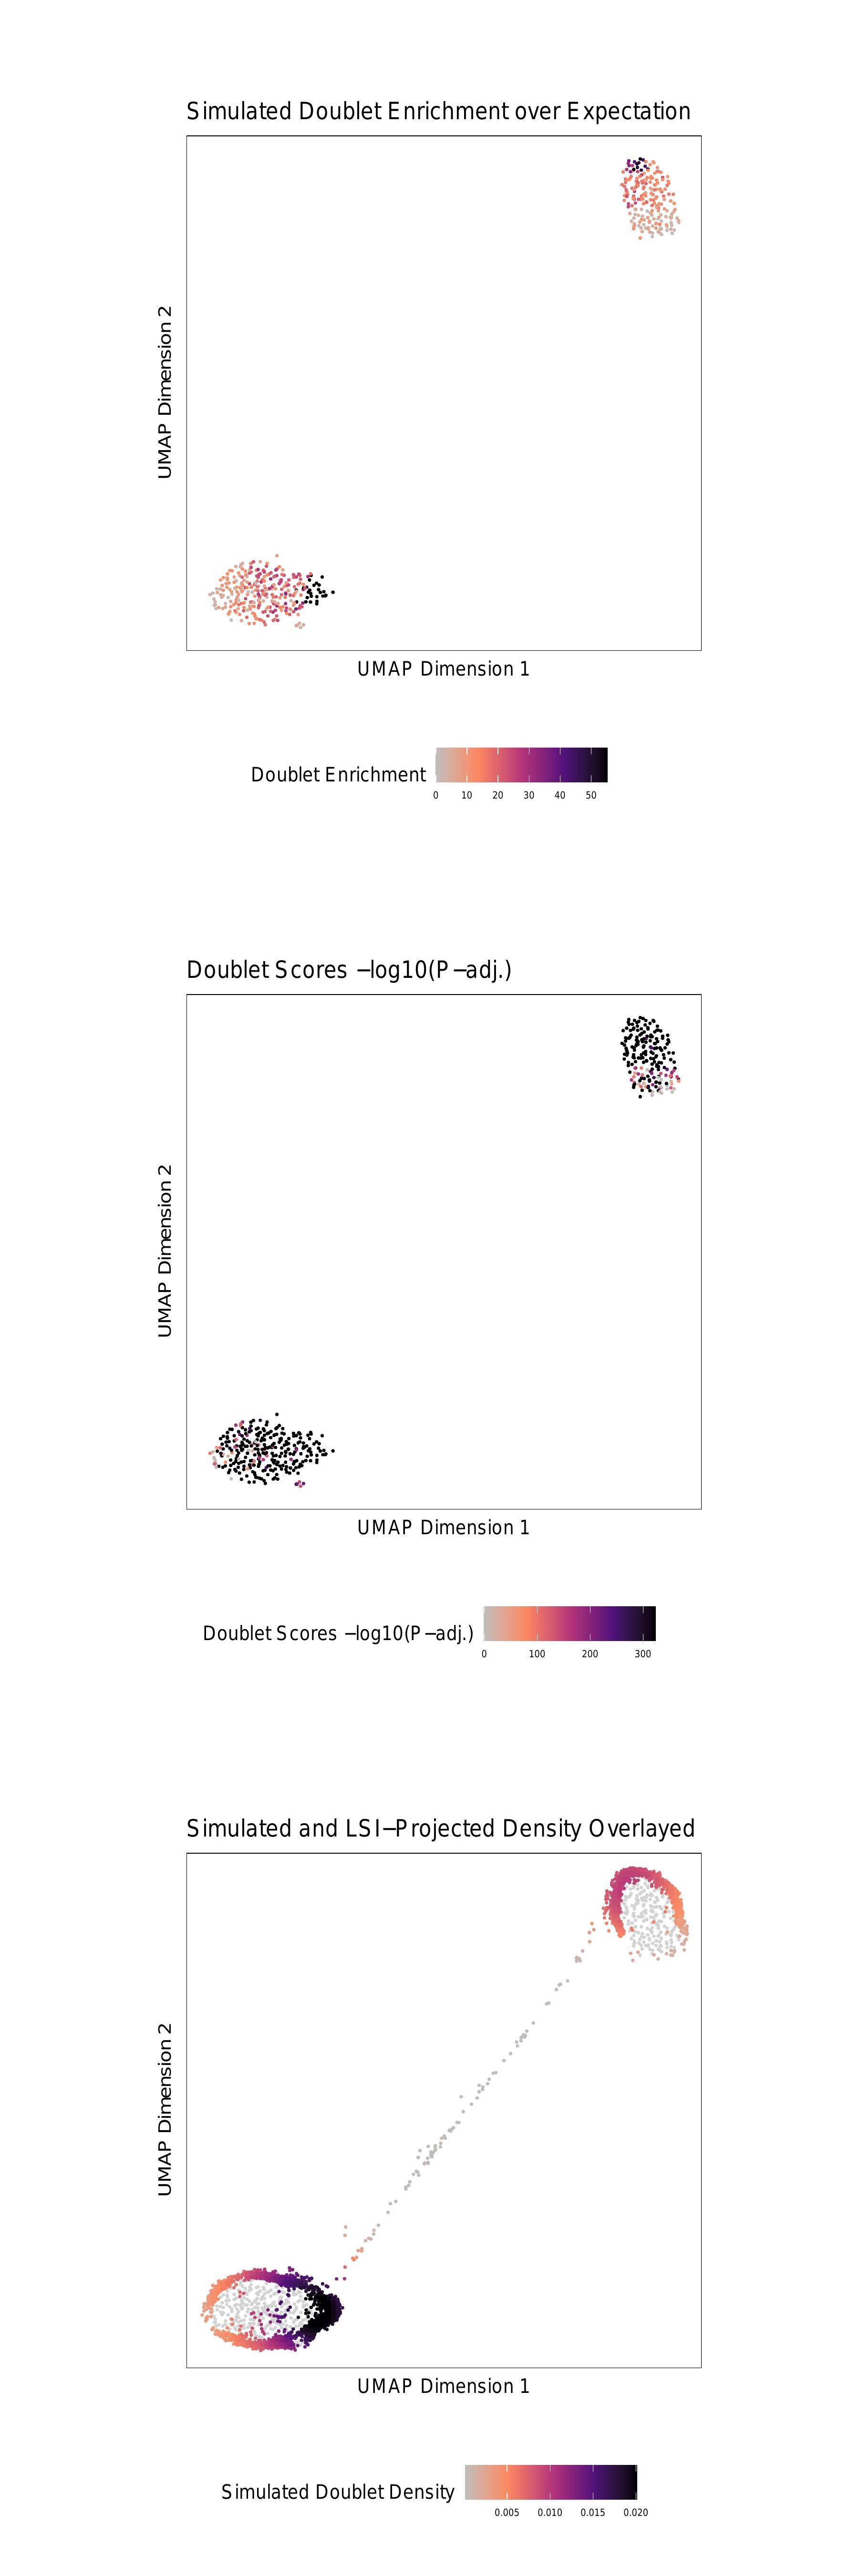 Simulated Doublet Enrichment over Expectation
UMAP Dimension 2
UMAP Dimension 1
Doublet Enrichment
0 10 20 30 40 50
Doublet Scores −log10(P−adj.)
UMAP Dimension 2
UMAP Dimension 1
Doublet Scores −log10(P−adj.)
0 100 200 300
Simulated and LSI−Projected Density Overlayed
UMAP Dimension 2
UMAP Dimension 1
Simulated Doublet Density
0.005 0.010 0.015 0.020